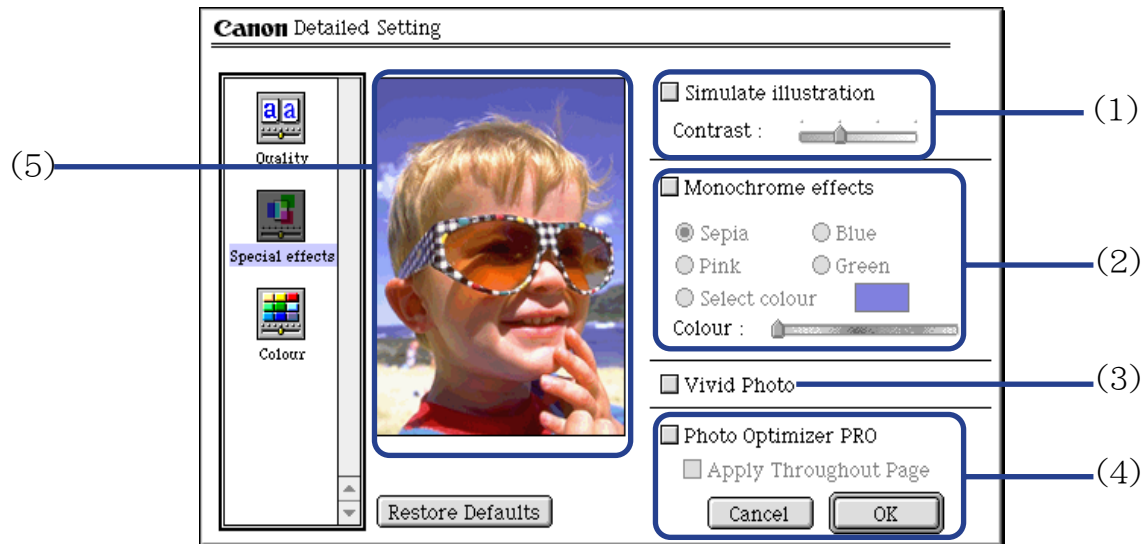 Canon Detailed Setting
aa
Quality
Special effects
Colour
(5)
Restore Defaults
Simulate illustration
Contrast :
(1)
Monochrome effects
Sepia Blue
Pink Green
Select colour
Colour :
(2)
Vivid Photo
(3)
Photo Optimizer PRO
Apply Throughout Page
Cancel OK
(4)